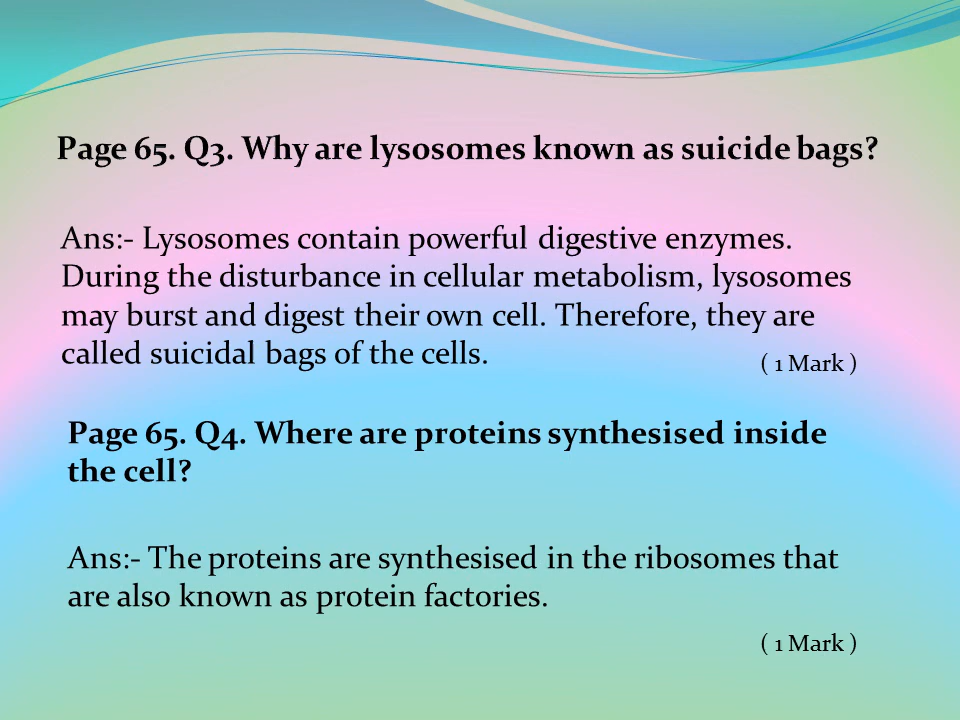 Page 65. Q3. Why are lysosomes known as suicide bags?
Ans:- Lysosomes contain powerful digestive enzymes.
During the disturbance in cellular metabolism, lysosomes
may burst and digest their own cell. Therefore, they are
called suicidal bags of the cells.
( 1 Mark )
Page 65. Q4. Where are proteins synthesised inside
the cell?
Ans:- The proteins are synthesised in the ribosomes that
are also known as protein factories.
( 1 Mark )